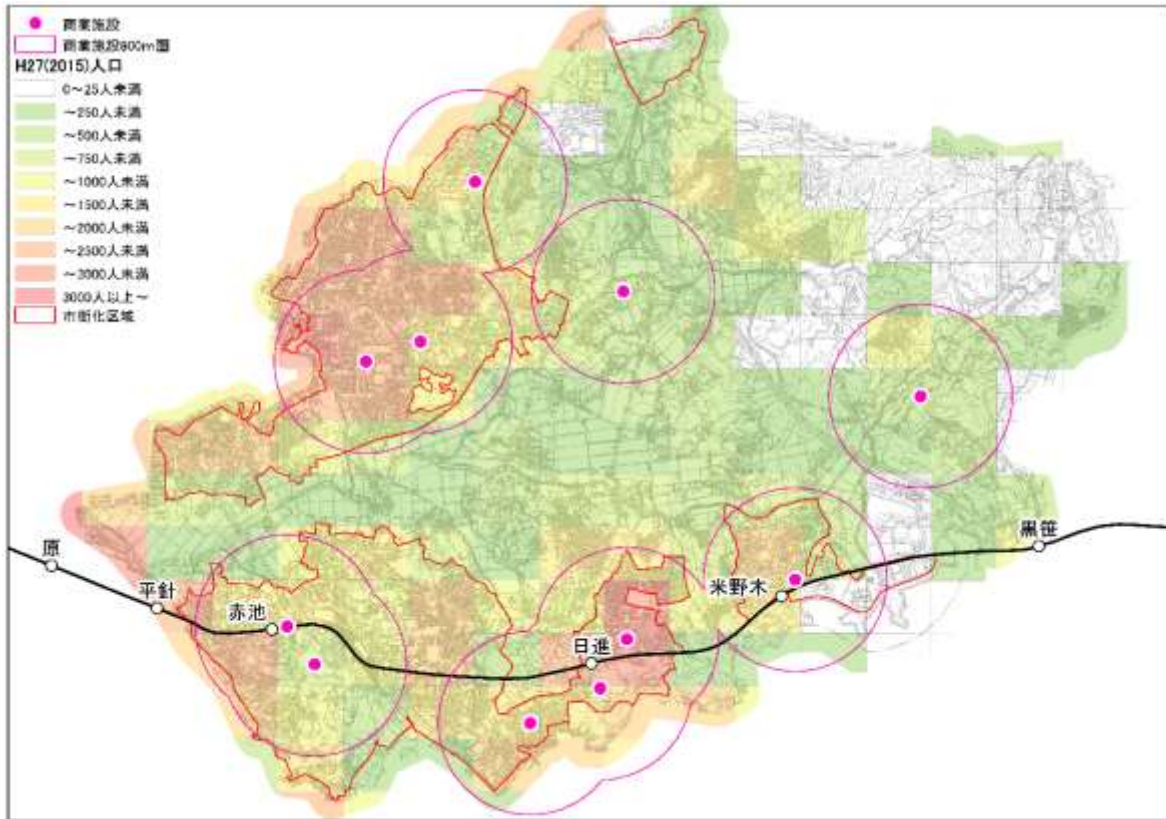 商業施設
商業施設800m圏
H27(2015)人口
0～25人未満
～250人未満
～500人未満
～750人未満
～1000人未満
～1500人未満
～2000人未満
～2500人未満
～3000人未満
3000人以上～
市街化区域
原
平針
赤池
日進
米野木
黒笹